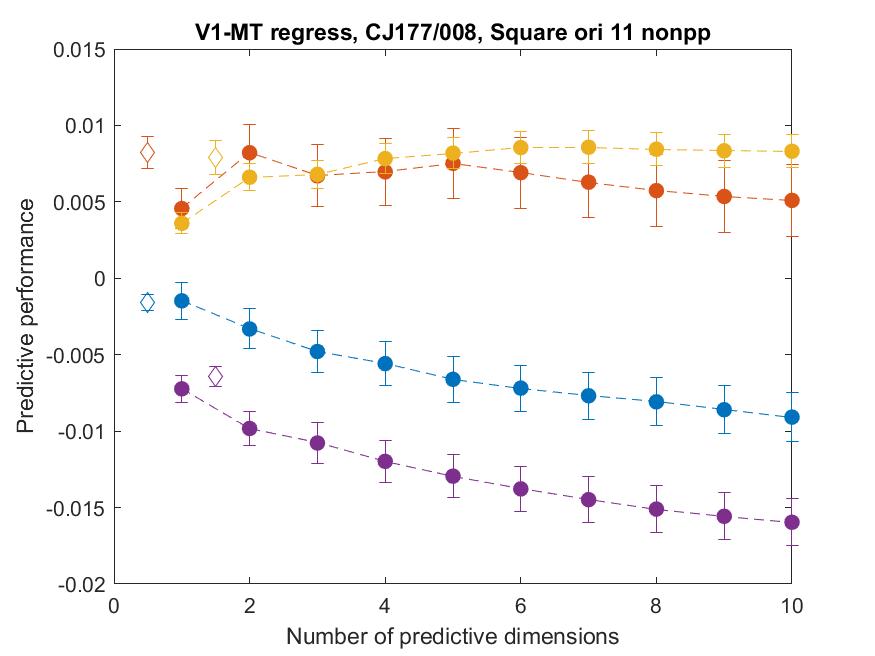 V1-MT regress, CJ177/008, Square ori 11 nonpp
0.015
0.01
0.005
0
-0.005
-0.01
-0.015
-0.02
Predictive performance
0 2 4 6 8 10
Number of predictive dimensions